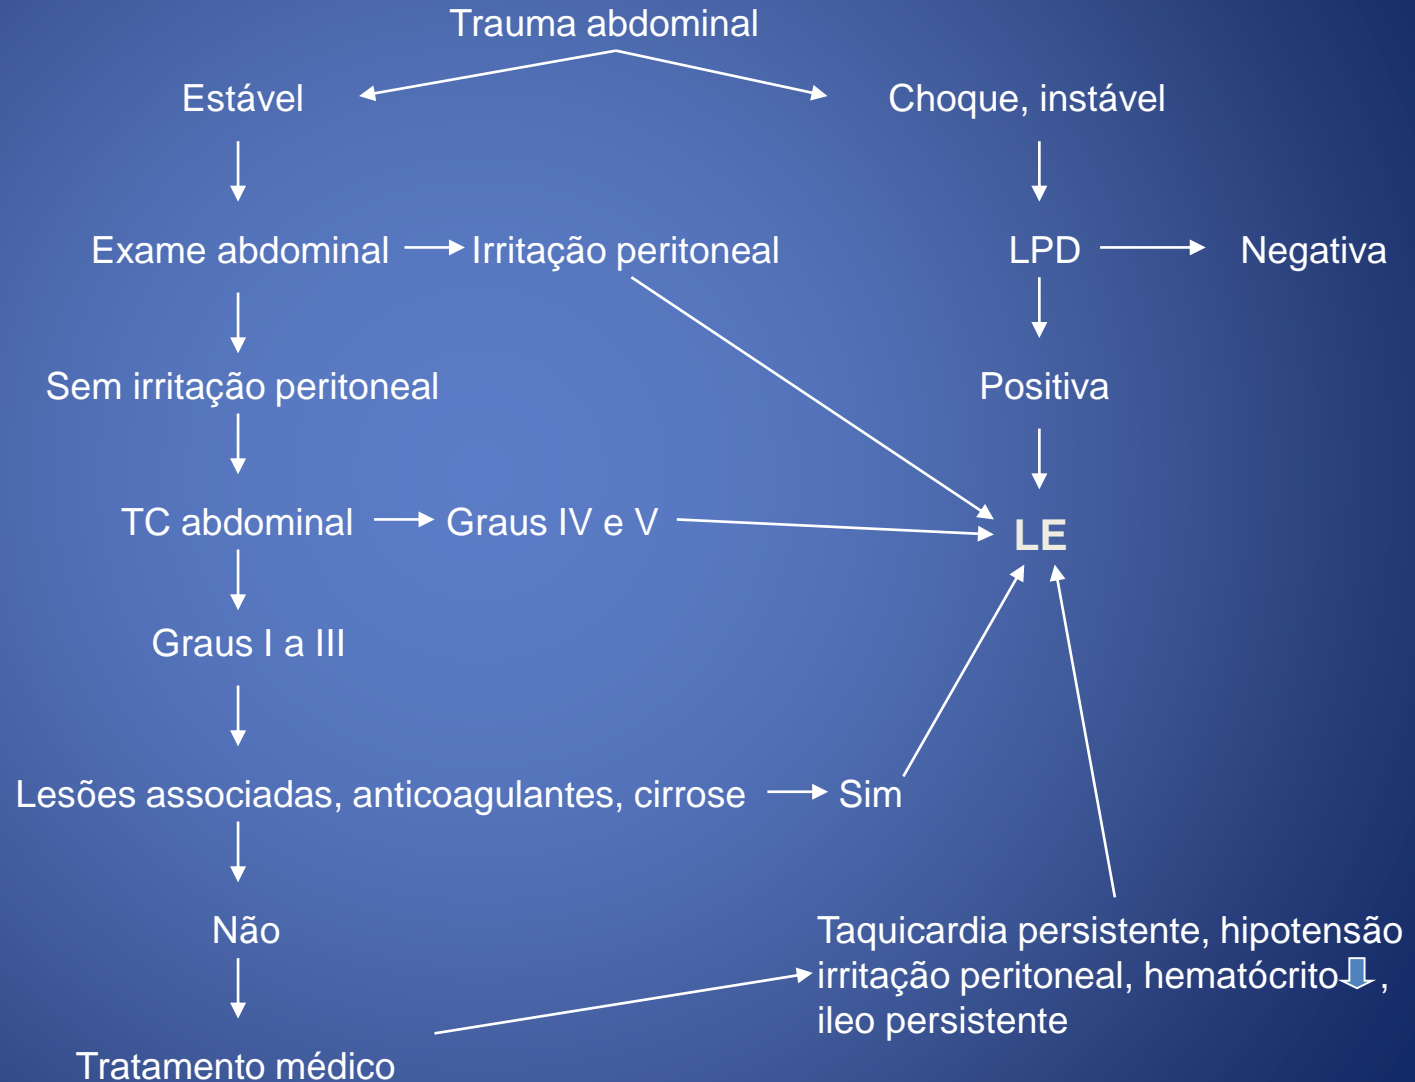 Trauma abdominal
Estável
Choque, instável
Exame abdominal
Irritação peritoneal
LPD
Negativa
Sem irritação peritoneal
Positiva
TC abdominal
Graus IV e V
LE
Graus I a III
Lesões associadas, anticoagulantes, cirrose
Sim
Não
Taquicardia persistente, hipotensão
irritação peritoneal, hematócrito ,
ileo persistente
Tratamento médico